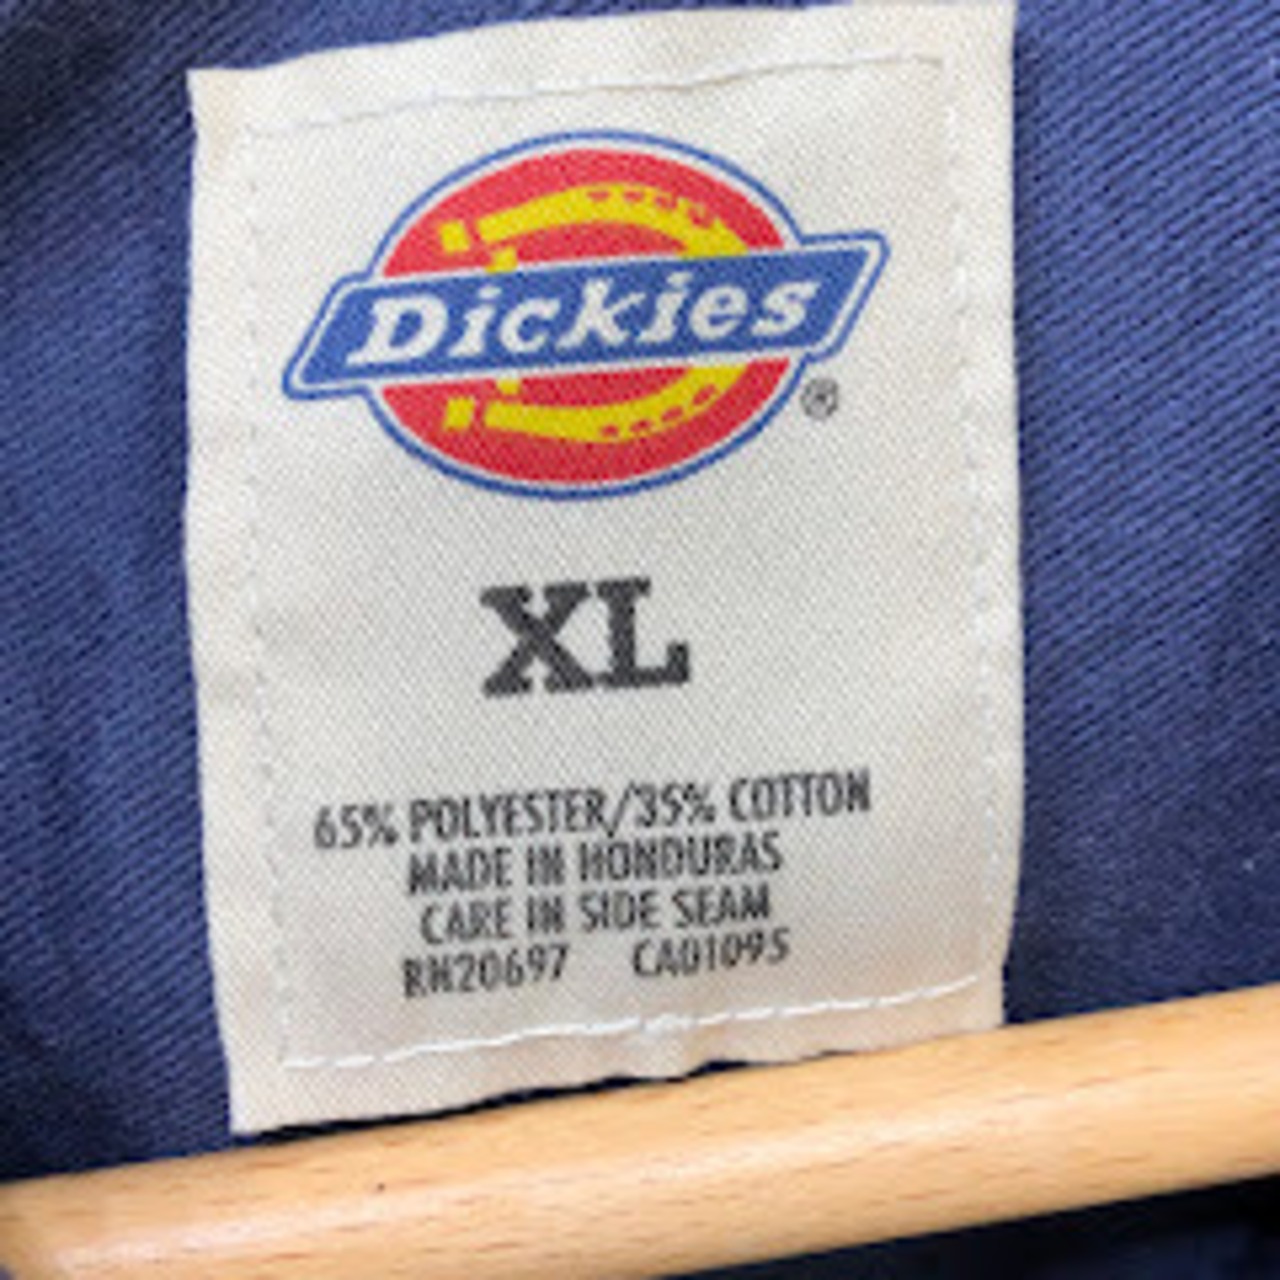 Dickies
®
XL
65% POLYESTER/35% COTTON
MADE IN HONDURAS
CARE IN SIDE SEAM
RN20697 CA01095